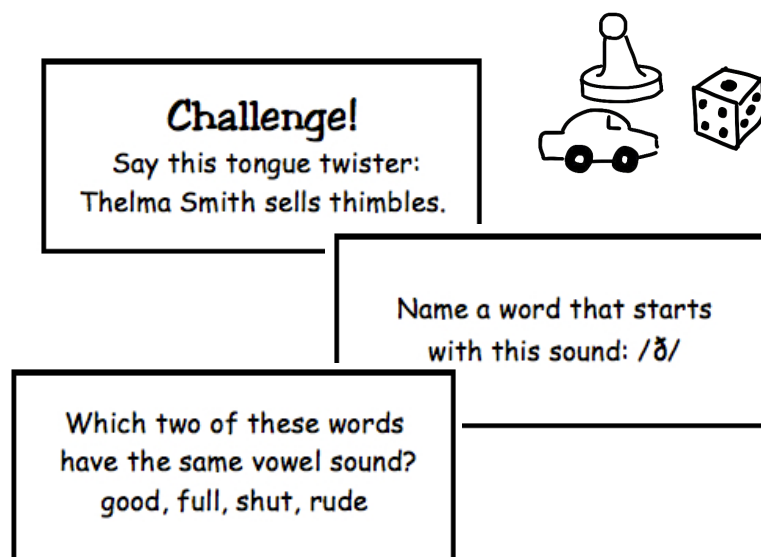 Challenge!
Say this tongue twister:
Thelma Smith sells thimbles.
Name a word that starts
with this sound: /ð/
Which two of these words
have the same vowel sound?
good, full, shut, rude